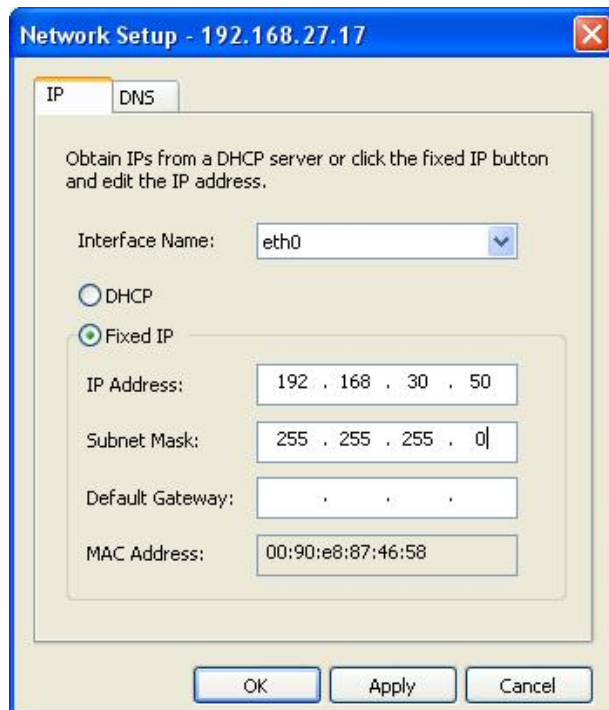 Network Setup - 192.168.27.17
IP DNS
Obtain IPs from a DHCP server or click the fixed IP button
and edit the IP address.
Interface Name: eth0
DHCP
Fixed IP
IP Address: 192 . 168 . 30 . 50
Subnet Mask: 255 . 255 . 255 . 0
Default Gateway: . . .
MAC Address: 00:90:e8:87:46:58
OK Apply Cancel